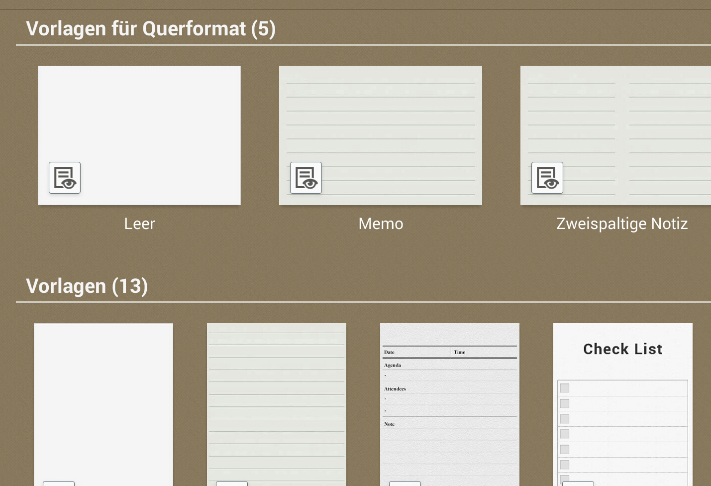 Vorlagen für Querformat (5)
Leer
Memo
Zweispaltige Notiz
Vorlagen (13)
Date Time
Agenda
Attendees
Note
Check List